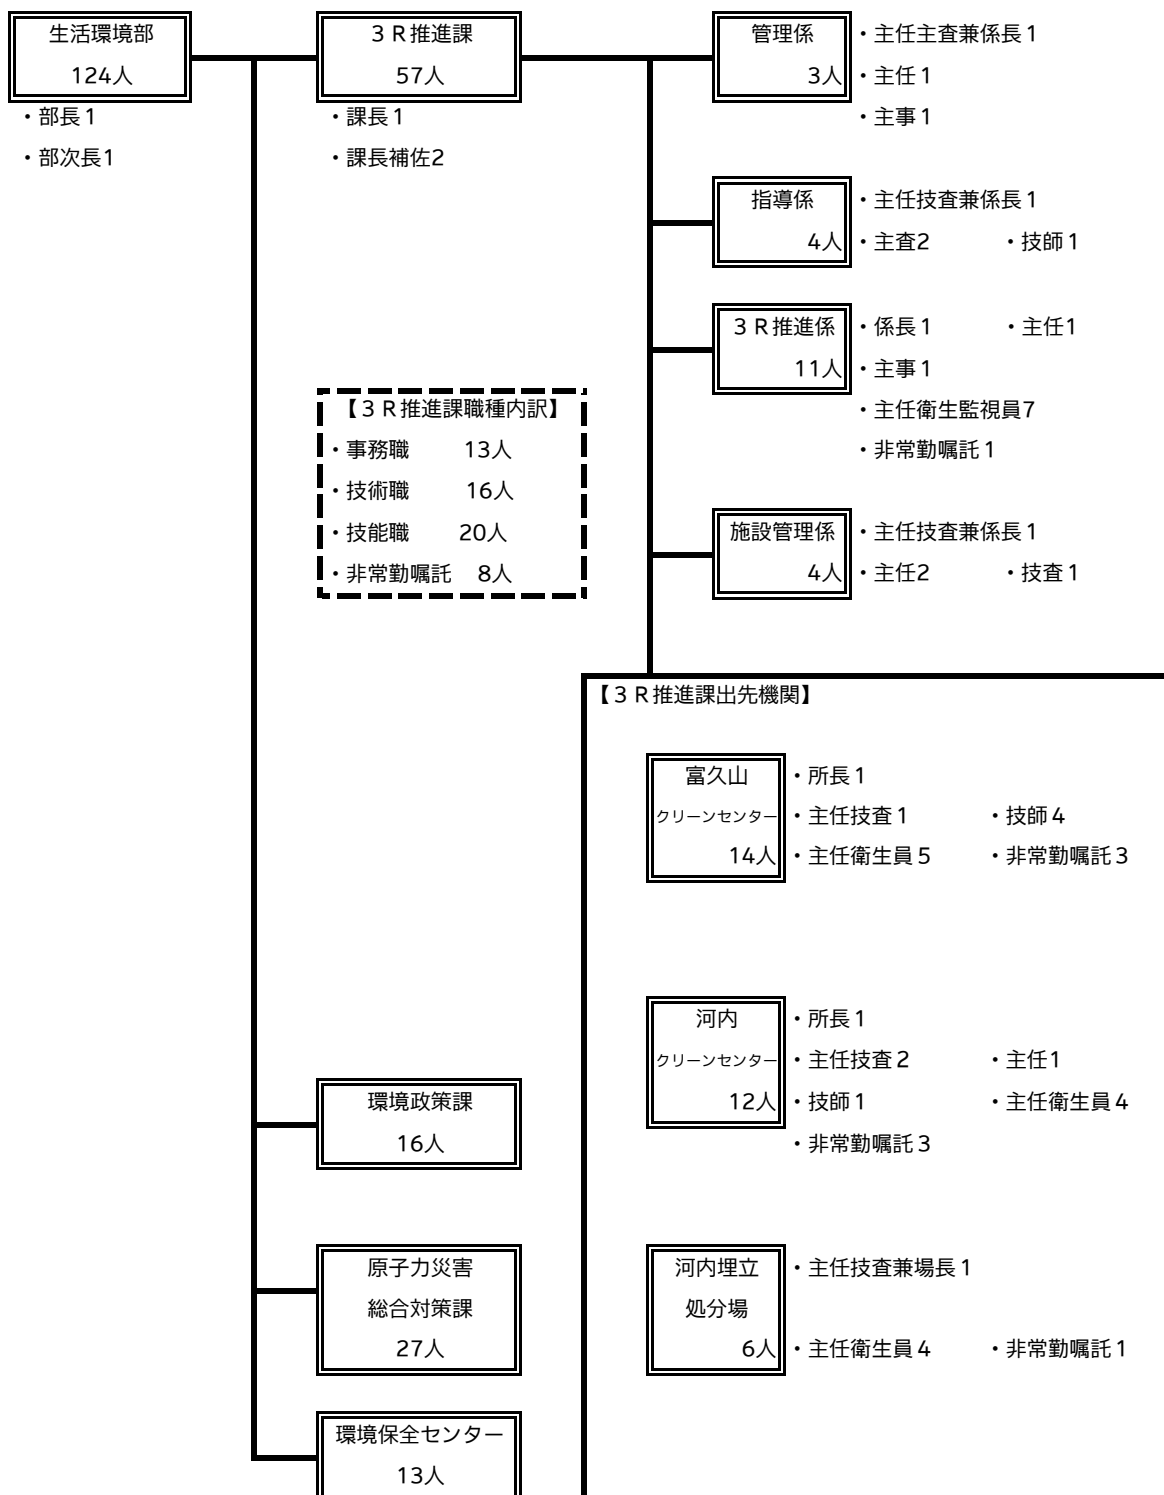 生活環境部
124人
・部長１
・部次長1
３Ｒ推進課
57人
・課長１
・課長補佐2
管理係
3人
・主任主査兼係長１
・主任１
・主事１
指導係
4人
・主任技査兼係長１
・主査2 ・技師１
３Ｒ推進係
11人
・係長１ ・主任1
・主事１
・主任衛生監視員7
・非常勤嘱託１
【３Ｒ推進課職種内訳】
・事務職 13人
・技術職 16人
・技能職 20人
・非常勤嘱託 8人
施設管理係
4人
・主任技査兼係長１
・主任2 ・技査１
【３Ｒ推進課出先機関】
富久山
クリーンセンター
14人
・所長１
・主任技査１ ・技師４
・主任衛生員５ ・非常勤嘱託３
河内
クリーンセンター
12人
・所長１
・主任技査２ ・主任1
・技師１ ・主任衛生員４
・非常勤嘱託３
環境政策課
16人
原子力災害
総合対策課
27人
河内埋立
処分場
6人
・主任技査兼場長１
・主任衛生員４ ・非常勤嘱託１
環境保全センター
13人